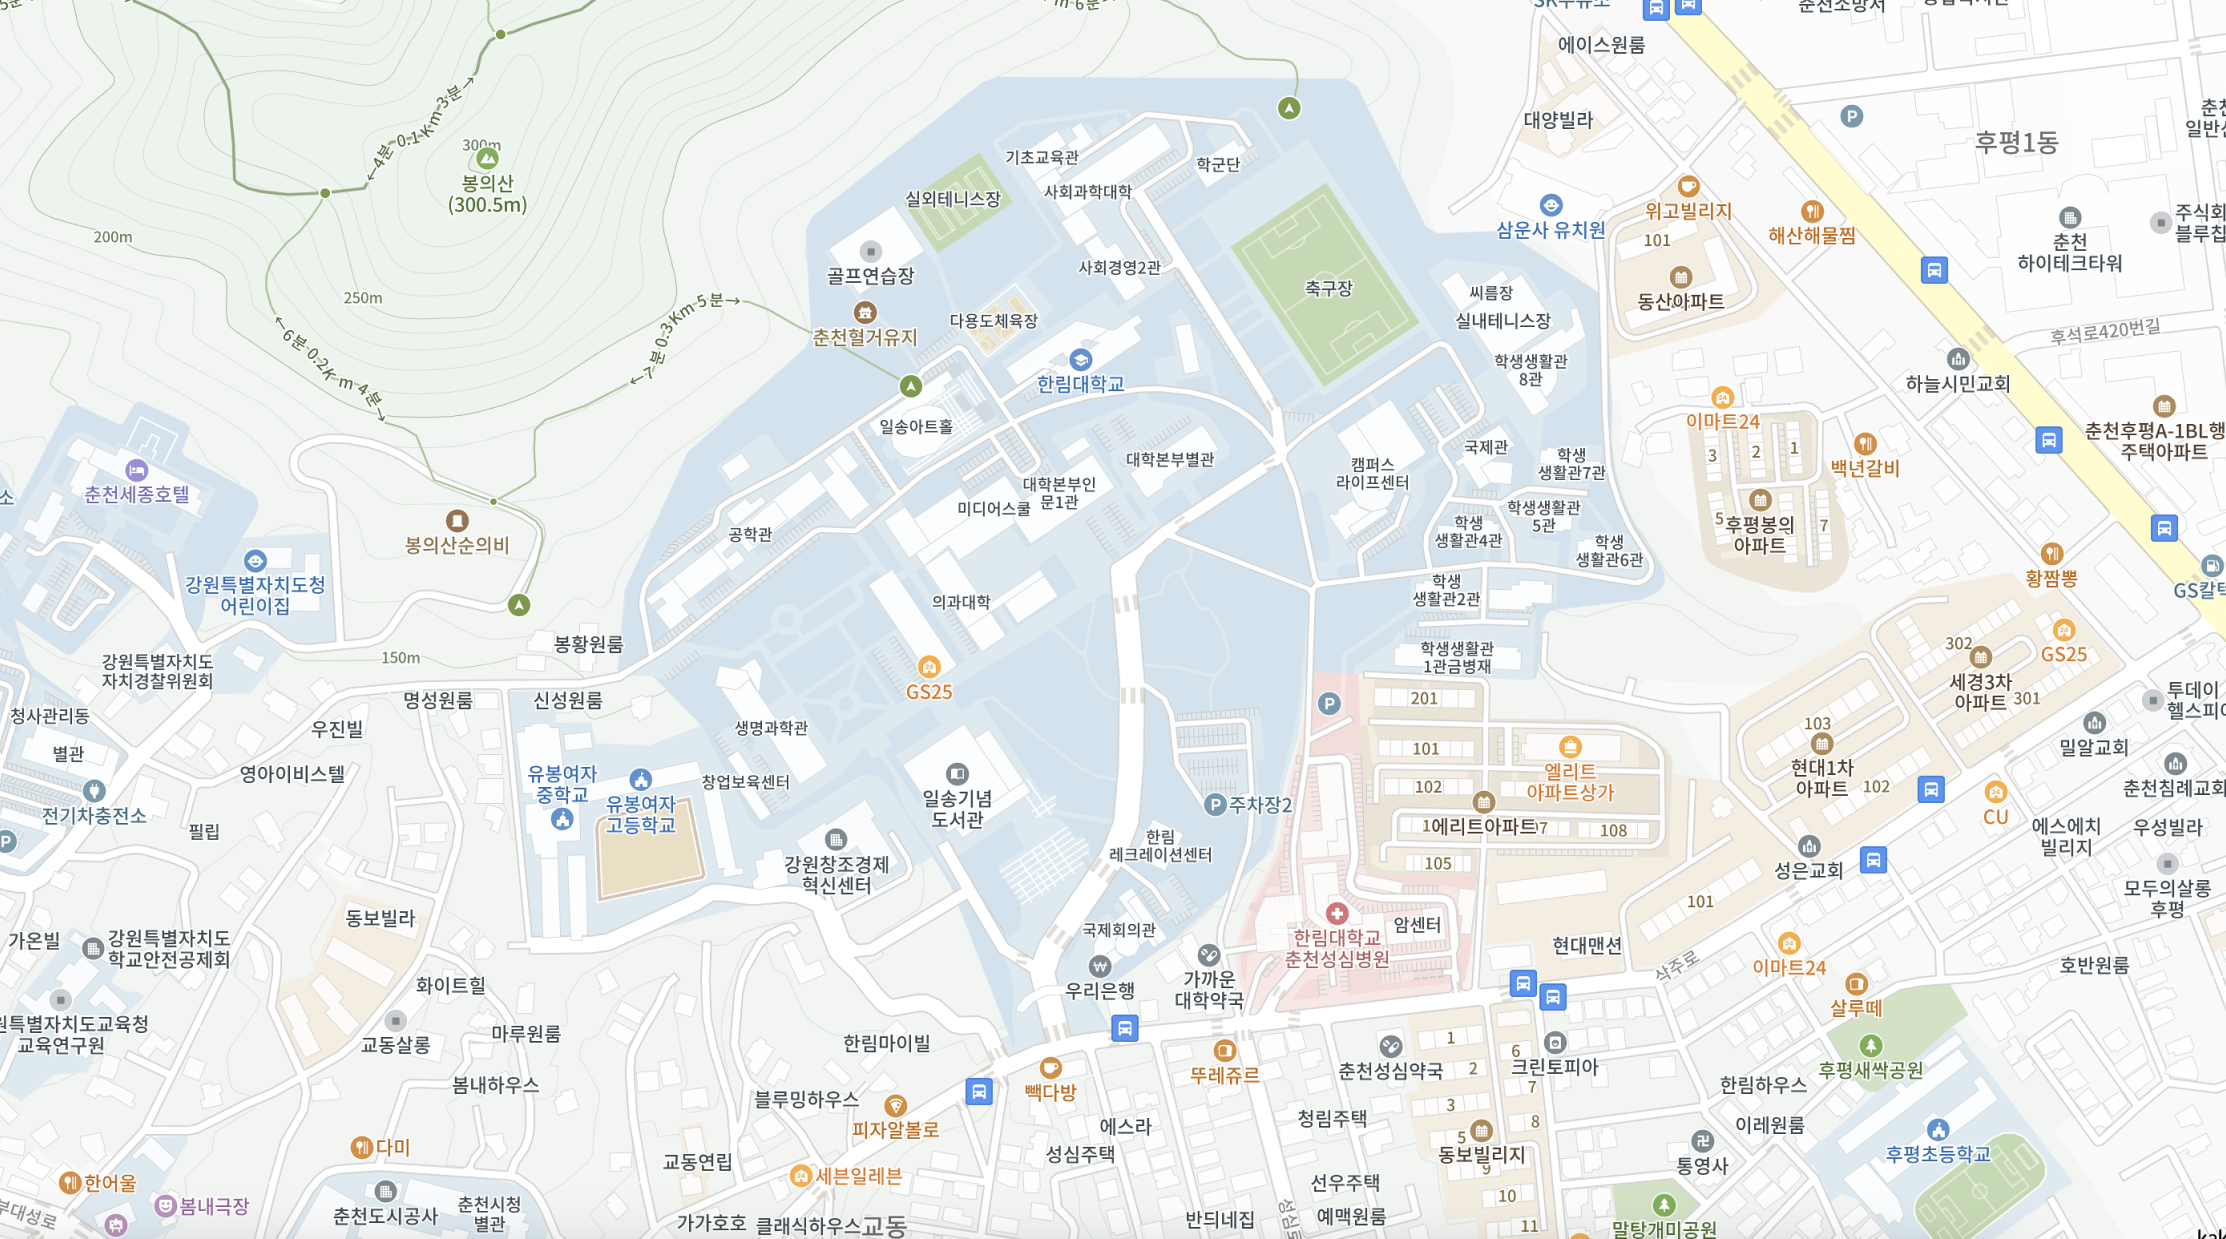 SK주유소
춘천소방서
에이스원룸
대양빌라
후평1동
300m
봉의산
(300.5m)
←4분 0.1Km 3분→
200m
250m
←6분 0.2Km 4분→
←7분 0.3Km 5분→
실외테니스장
기초교육관
사회과학대학
학군단
골프연습장
사회경영2관
축구장
춘천혈거유지
다용도체육장
한림대학교
씨름장
실내테니스장
학생생활관
8관
삼운사 유치원
위고빌리지
101
동산아파트
해산해물찜
춘천
하이테크타워
주식회
블루칩
후석로420번길
하늘시민교회
이마트24
3
2
1
5
후평봉의
아파트
7
백년갈비
춘천후평A-1BL행
주택아파트
일송아트홀
대학본부별관
대학본부인
문1관
미디어스쿨
공학관
의과대학
캠퍼스
라이프센터
국제관
학생
생활관7관
학생생활관
5관
학생
생활관4관
학생
생활관6관
학생
생활관2관
학생생활관
1관금병재
춘천세종호텔
봉의산순의비
강원특별자치도청
어린이집
봉황원룸
150m
강원특별자치도
자치경찰위원회
명성원룸
신성원룸
청사관리동
우진빌
별관
영아이비스텔
전기차충전소
필립
유봉여자
중학교
유봉여자
고등학교
GS25
생명과학관
창업보육센터
일송기념
도서관
강원창조경제
혁신센터
주차장2
한림
레크레이션센터
국제회의관
우리은행
가까운
대학약국
한림대학교
춘천성심병원
암센터
201
101
102
엘리트
아파트상가
에리트아파트
108
105
황짬뽕
302
세경3차
아파트
301
GS25
103
현대1차
아파트
102
투데이
헬스피
밀알교회
춘천침례교회
CU
에스에치
빌리지
우성빌라
성은교회
101
모두의살롱
후평
현대맨션
삭주로
이마트24
호반원룸
살루떼
후평새싹공원
동보빌라
가온빌
강원특별자치도
학교안전공제회
화이트힐
원특별자치도교육청
교육연구원
교동살롱
마루원룸
봄내하우스
다미
한어울
봄내극장
춘천도시공사
춘천시청
별관
한림마이빌
블루밍하우스
피자알볼로
세븐일레븐
교동연립
가가호호
클래식하우스
교동
빽다방
에스라
성심주택
뚜레쥬르
춘천성심약국
청림주택
선우주택
반듸네집
예맥원룸
1
2
3
5
동보빌리지
9
10
11
6
7
8
크린토피아
한림하우스
이레원룸
통영사
말탕개미공원
후평초등학교